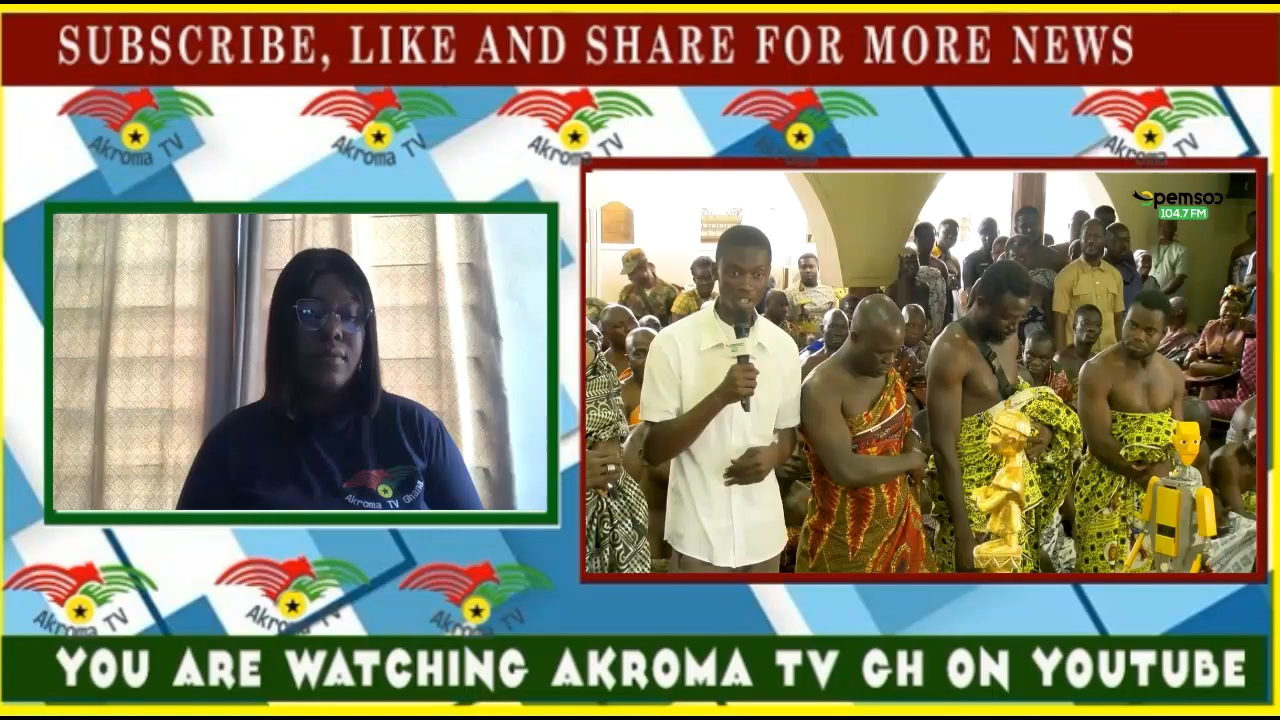 SUBSCRIBE, LIKE AND SHARE FOR MORE NEWS
Akroma TV
Akroma TV
Akroma TV
Akroma TV
Akroma TV
Opemsoo
104.7 FM
Akroma TV Ghana
Akroma TV
Akroma TV
Akroma TV
YOU ARE WATCHING AKROMA TV GH ON YOUTUBE